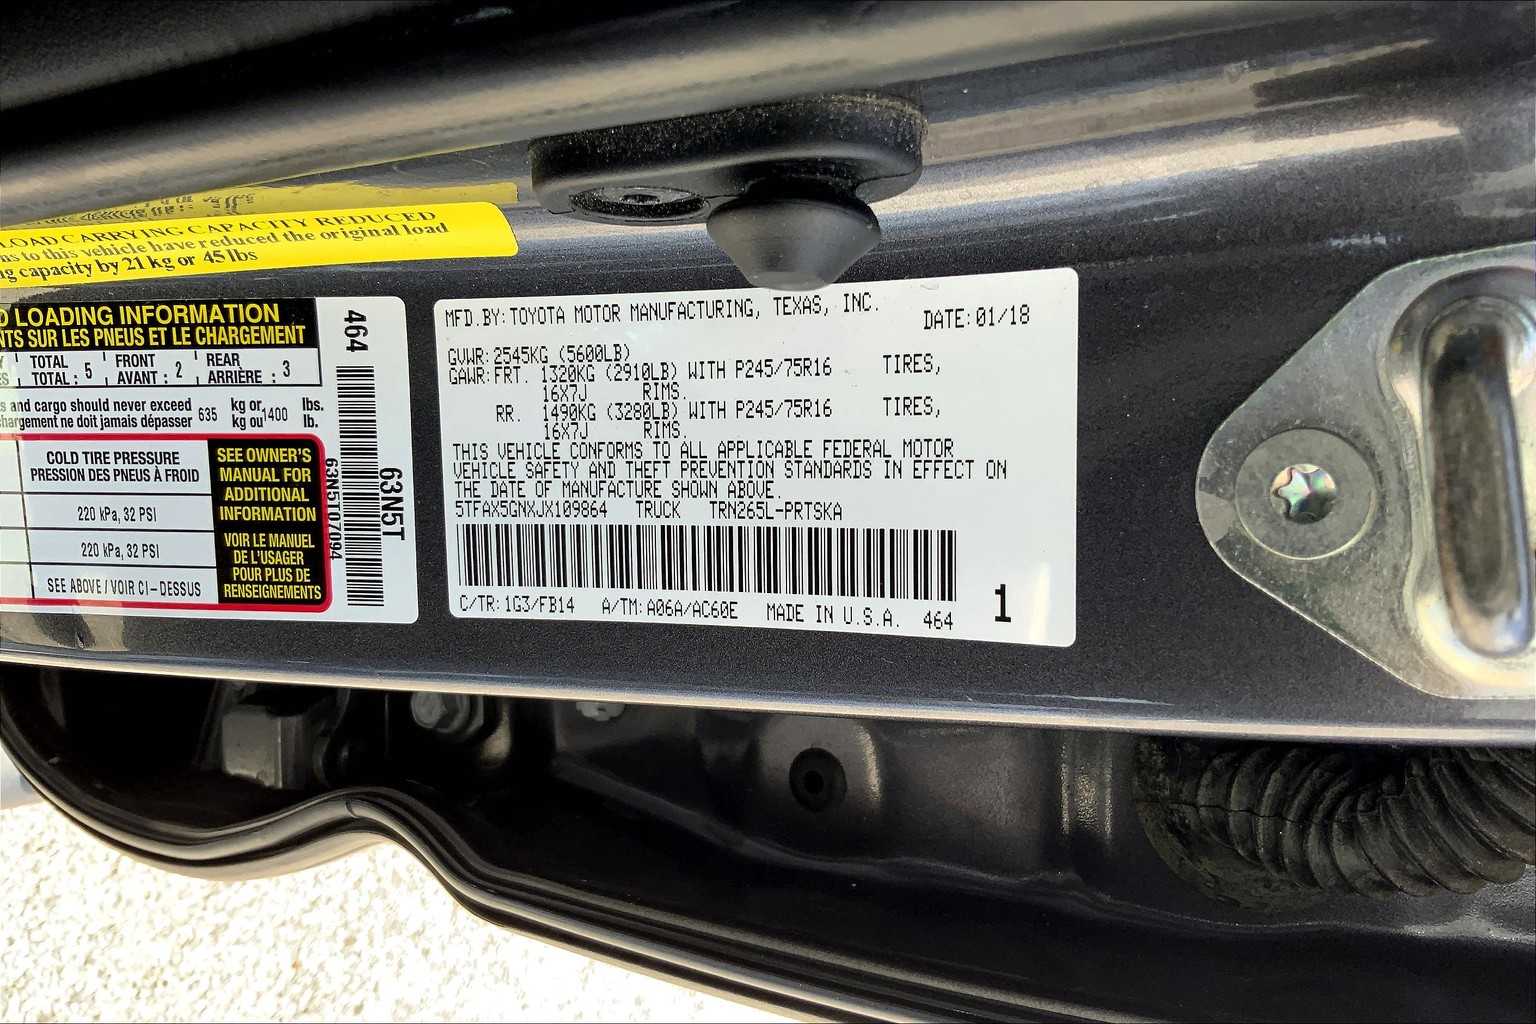 LOAD CARRYING CAPACITY REDUCED
to this vehicle have reduced the original load
capacity by 21 kg or 45 lbs
LOADING INFORMATION
SUR LES PNEUS ET LE CHARGEMENT
TOTAL FRONT REAR
TOTAL : 5 AVANT : 2 ARRIÈRE : 3
s and cargo should never exceed 635 kg or 1400 lbs.
ne doit jamais dépasser kg ou lb.
COLD TIRE PRESSURE
PRESSION DES PNEUS À FROID
220 kPa, 32 PSI
220 kPa, 32 PSI
SEE ABOVE / VOIR CI-DESSUS
SEE OWNER'S
MANUAL FOR
ADDITIONAL
INFORMATION
VOIR LE MANUEL
DE L'USAGER
POUR PLUS DE
RENSEIGNEMENTS
464
63N5T07094
63N5T
MFD.BY:TOYOTA MOTOR MANUFACTURING, TEXAS, INC.
DATE:01/18
GVWR:2545KG (5600LB)
GAWR:FRT. 1320KG (2910LB) WITH P245/75R16 TIRES,
16X7J RIMS.
RR. 1490KG (3280LB) WITH P245/75R16 TIRES,
16X7J RIMS.
THIS VEHICLE CONFORMS TO ALL APPLICABLE FEDERAL MOTOR
VEHICLE SAFETY AND THEFT PREVENTION STANDARDS IN EFFECT ON
THE DATE OF MANUFACTURE SHOWN ABOVE.
5TFAX5GNXJX109864 TRUCK TRN265L-PRTSKA
C/TR:1G3/FB14 A/TM:A06A/AC60E MADE IN U.S.A. 464
1